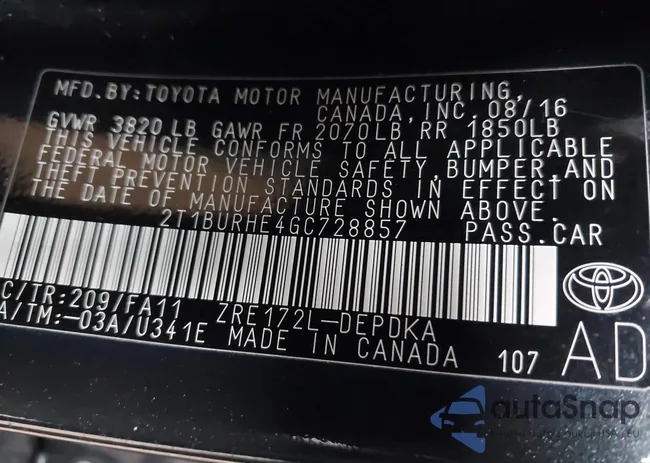 MFD.BY:TOYOTA MOTOR MANUFACTURING,
CANADA,INC.08/16
GVWR 3820LB GAWR FR 2070LB RR 1850LB
THIS VEHICLE CONFORMS TO ALL APPLICABLE
FEDERAL MOTOR VEHICLE SAFETY,BUMPER,AND
THEFT PREVENTION STANDARDS IN EFFECT ON
THE DATE OF MANUFACTURE SHOWN ABOVE.
2T1BURHE4GC728857 PASS.CAR
C/TR:209/FA11 ZRE172L-DEPDKA
A/TM:-03A/U341E MADE IN CANADA 107
TOYOTA
AD
autoSnap